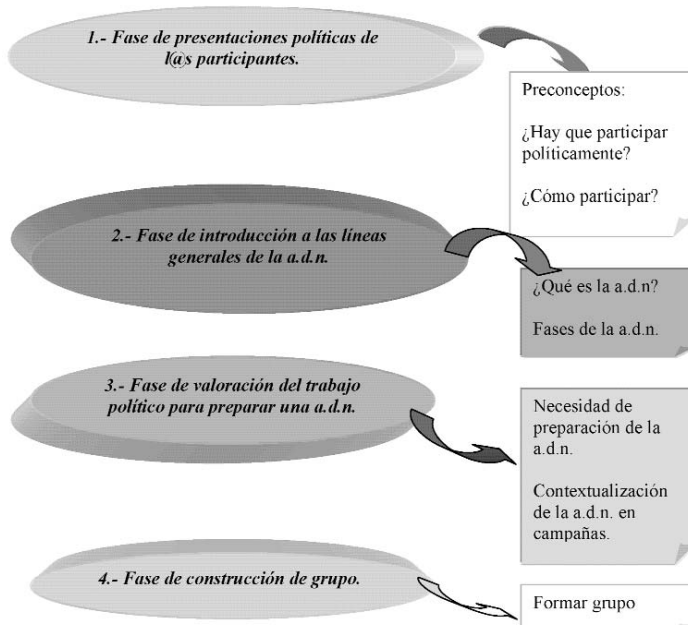 1.- Fase de presentaciones políticas de
l@s participantes.
Preconceptos:
¿Hay que participar
políticamente?
¿Cómo participar?
2.- Fase de introducción a las líneas
generales de la a.d.n.
¿Qué es la a.d.n?
Fases de la a.d.n.
3.- Fase de valoración del trabajo
político para preparar una a.d.n.
Necesidad de
preparación de la
a.d.n.
Contextualización
de la a.d.n. en
campañas.
4.- Fase de construcción de grupo.
Formar grupo